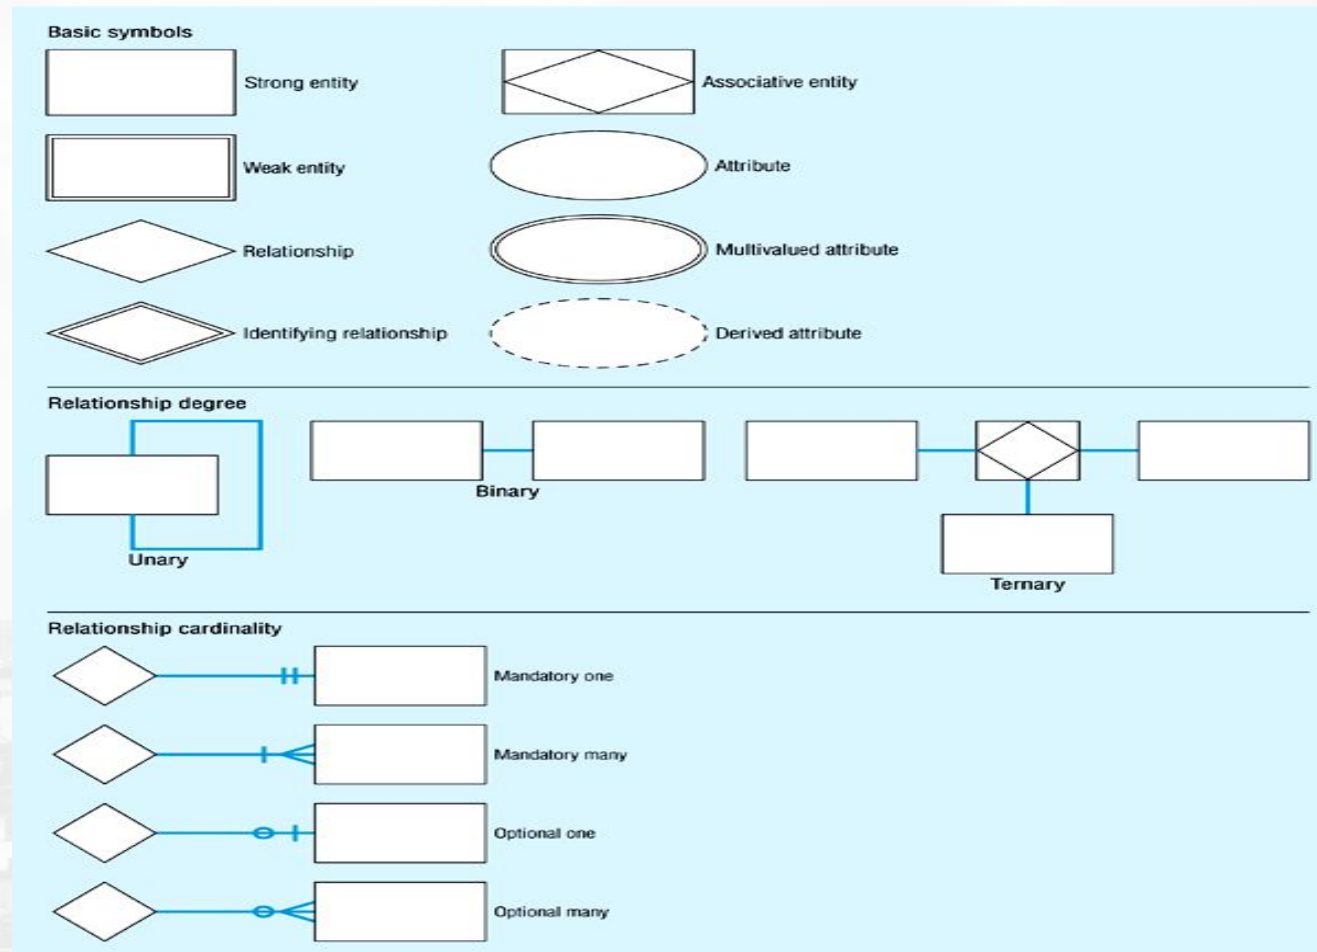 Basic symbols
Strong entity
Associative entity
Weak entity
Attribute
Relationship
Multivalued attribute
Identifying relationship
Derived attribute
Relationship degree
Unary
Binary
Ternary
Relationship cardinality
Mandatory one
Mandatory many
Optional one
Optional many